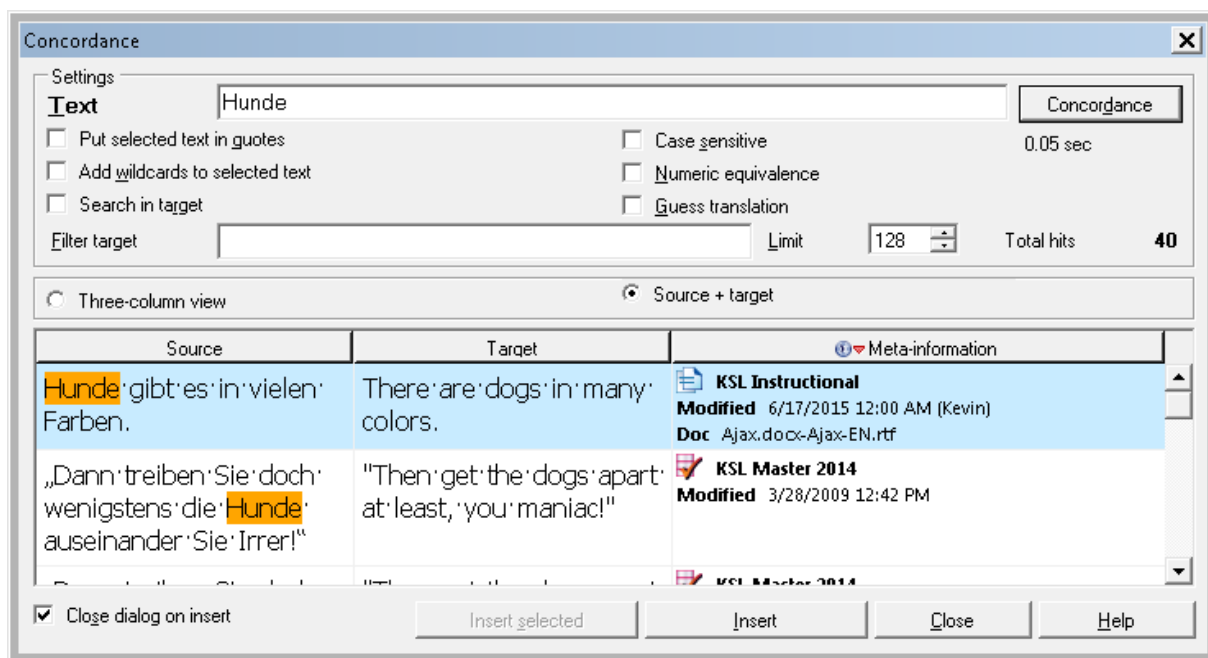 Concordance
Settings
Text Hunde Concordance
Put selected text in quotes Case sensitive 0.05 sec
Add wildcards to selected text Numeric equivalence
Search in target Guess translation
Filter target Limit 128 Total hits 40
Three-column view Source + target
Source Target Meta-information
Hunde·gibt·es·in·vielen· There·are·dogs·in·many· KSL Instructional
Farben. colors. Modified 6/17/2015 12:00 AM (Kevin)
Doc Ajax.docx-Ajax-EN.rtf
„Dann·treiben·Sie·doch· "Then·get·the·dogs·apart· KSL Master 2014
wenigstens·die·Hunde· at·least,·you·maniac!" Modified 3/28/2009 12:42 PM
auseinander·Sie·Irrer!“
KSL Master 2014
Close dialog on insert Insert selected Insert Close Help